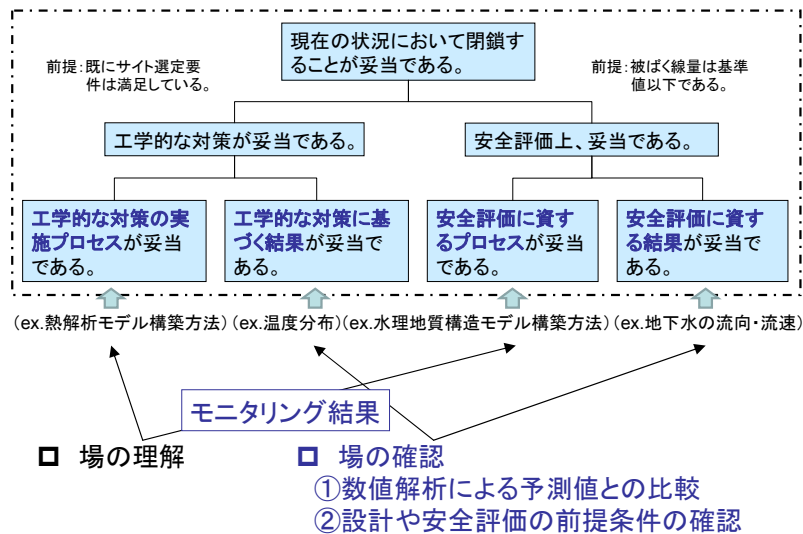 現在の状況において閉鎖す
ることが妥当である。
前提：既にサイト選定要
件は満足している。
前提：被ばく線量は基準
値以下である。
工学的な対策が妥当である。
安全評価上、妥当である。
工学的な対策の実
施プロセスが妥当
である。
工学的な対策に基
づく結果が妥当で
ある。
安全評価に資す
るプロセスが妥当
である。
安全評価に資す
る結果が妥当で
ある。
(ex.熱解析モデル構築方法)
(ex.温度分布)
(ex.水理地質構造モデル構築方法)
(ex.地下水の流向・流速)
モニタリング結果
場の理解
場の確認
①数値解析による予測値との比較
②設計や安全評価の前提条件の確認